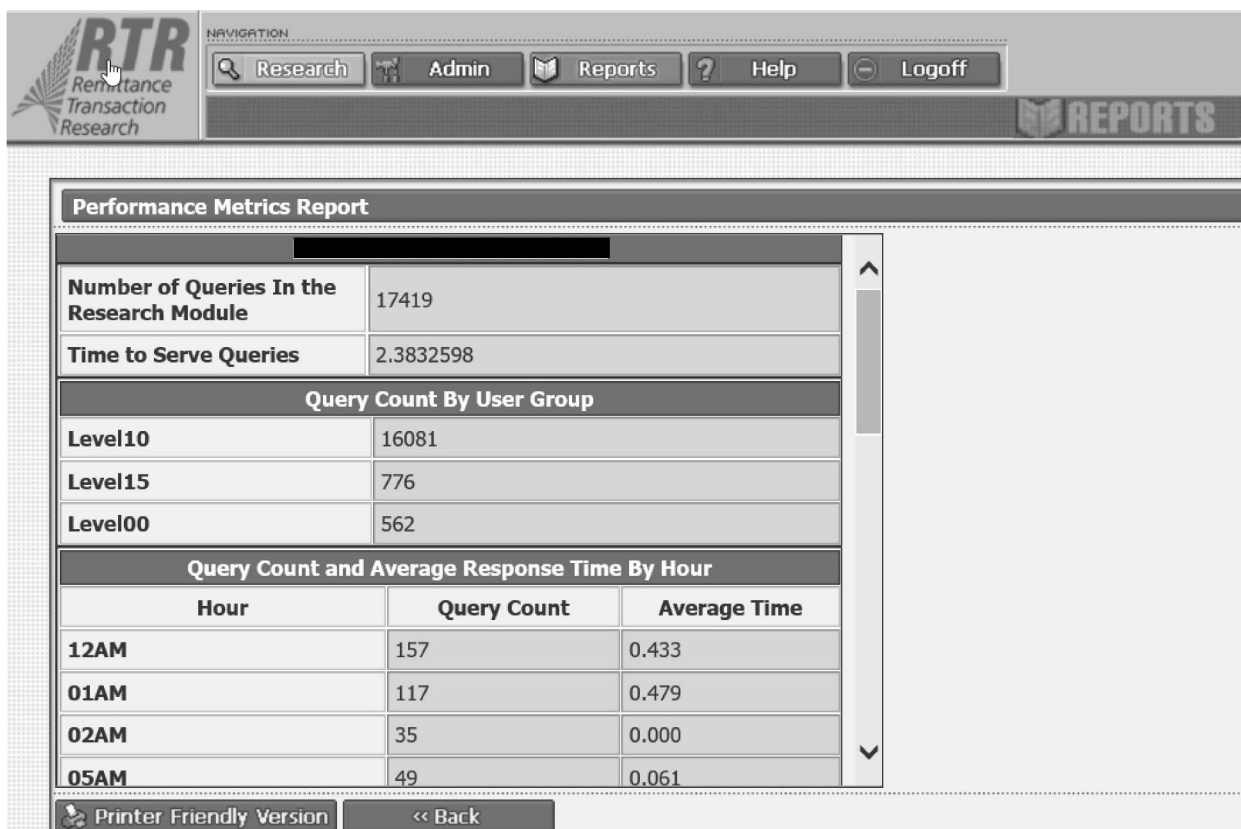 RTR
Remittance
Transaction
Research
NAVIGATION
Research Admin Reports Help Logoff
REPORTS
Performance Metrics Report
Number of Queries In the
Research Module 17419
Time to Serve Queries 2.3832598
Query Count By User Group
Level10 16081
Level15 776
Level00 562
Query Count and Average Response Time By Hour
Hour Query Count Average Time
12AM 157 0.433
01AM 117 0.479
02AM 35 0.000
05AM 49 0.061
Printer Friendly Version << Back